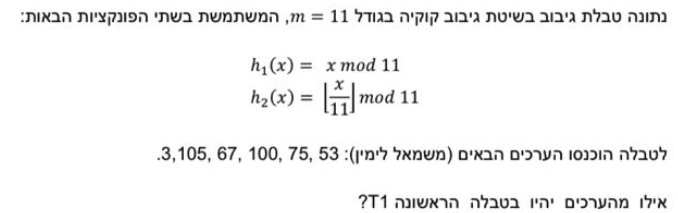 נתונה טבלת גיבוב בשיטת גיבוב קוקיה בגודל m = 11, המשתמשת בשתי הפונקציות הבאות:
h₁(x) = x mod 11
h₂(x) = ⌊x/11⌋ mod 11
לטבלה הוכנסו הערכים הבאים (משמאל לימין): 53 ,75 ,100 ,67 ,105,3.
אילו מהערכים יהיו בטבלה הראשונה T1?